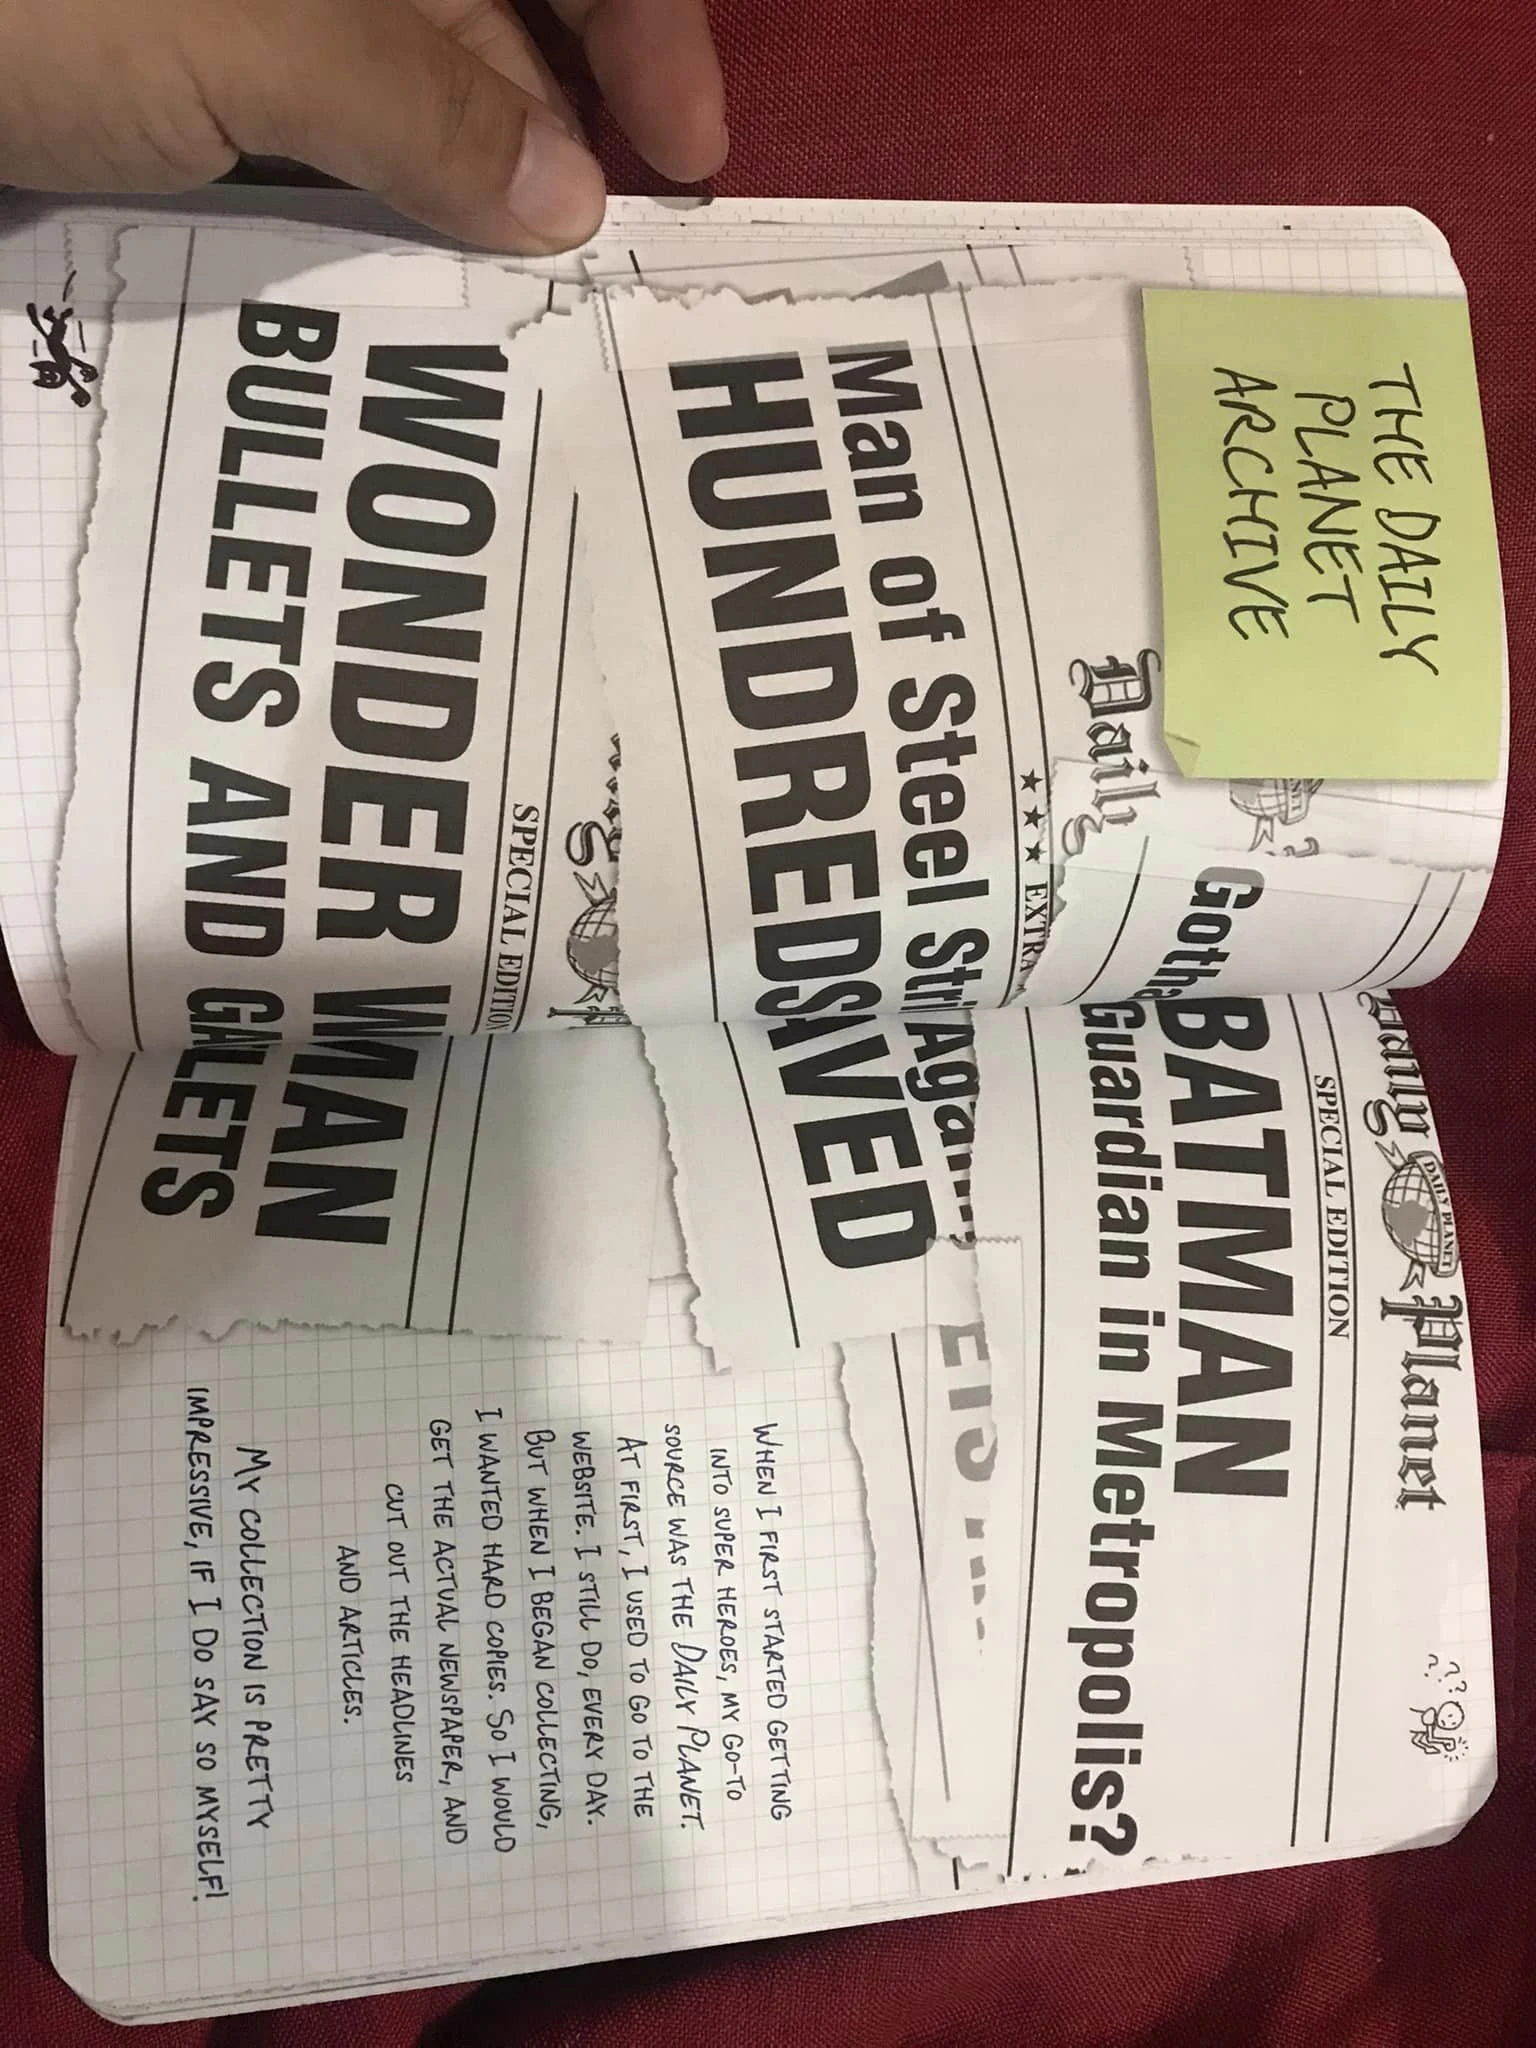 THE DAILY
PLANET
ARCHIVE
Daily
Daily Planet
DAILY PLANET
SPECIAL EDITION
BATMAN
Guardian in Metropolis?
★★★ EXTRA
Man of Steel
HUNDREDS
SPECIAL EDITION
WONDER WOMAN
BULLETS AND
WHEN I FIRST STARTED GETTING
INTO SUPER HEROES, MY GO-TO
SOURCE WAS THE DAILY PLANET.
AT FIRST, I USED TO GO TO THE
WEBSITE. I STILL DO, EVERY DAY.
BUT WHEN I BEGAN COLLECTING,
I WANTED HARD COPIES. SO I WOULD
GET THE ACTUAL NEWSPAPER, AND
CUT OUT THE HEADLINES
AND ARTICLES.
MY COLLECTION IS PRETTY
IMPRESSIVE, IF I DO SAY SO MYSELF!
???